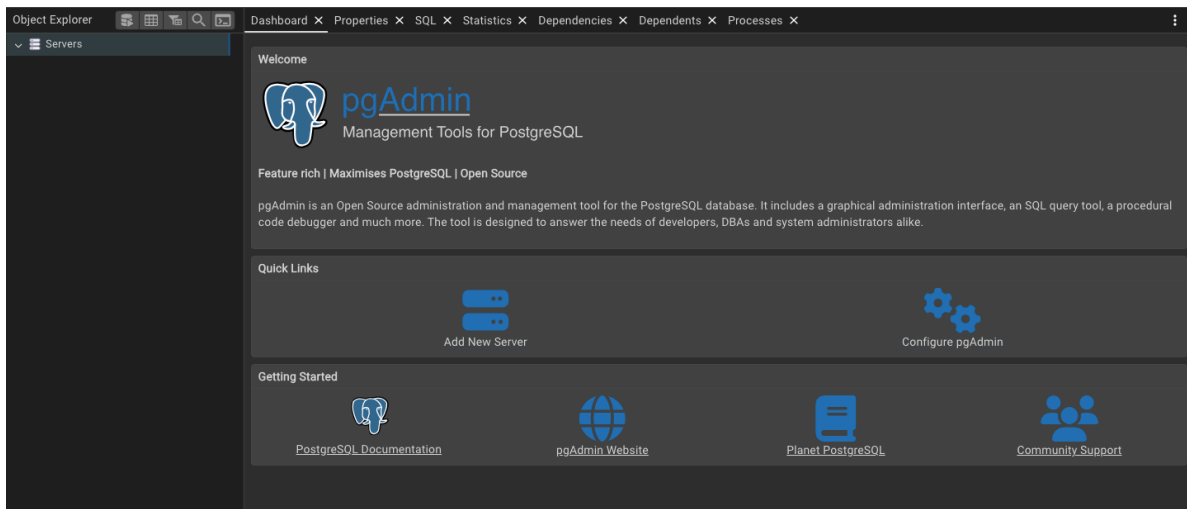 Object Explorer
Dashboard Properties SQL Statistics Dependencies Dependents Processes
Servers
Welcome
pgAdmin
Management Tools for PostgreSQL
Feature rich | Maximises PostgreSQL | Open Source
pgAdmin is an Open Source administration and management tool for the PostgreSQL database. It includes a graphical administration interface, an SQL query tool, a procedural
code debugger and much more. The tool is designed to answer the needs of developers, DBAs and system administrators alike.
Quick Links
Add New Server
Configure pgAdmin
Getting Started
PostgreSQL Documentation
pgAdmin Website
Planet PostgreSQL
Community Support